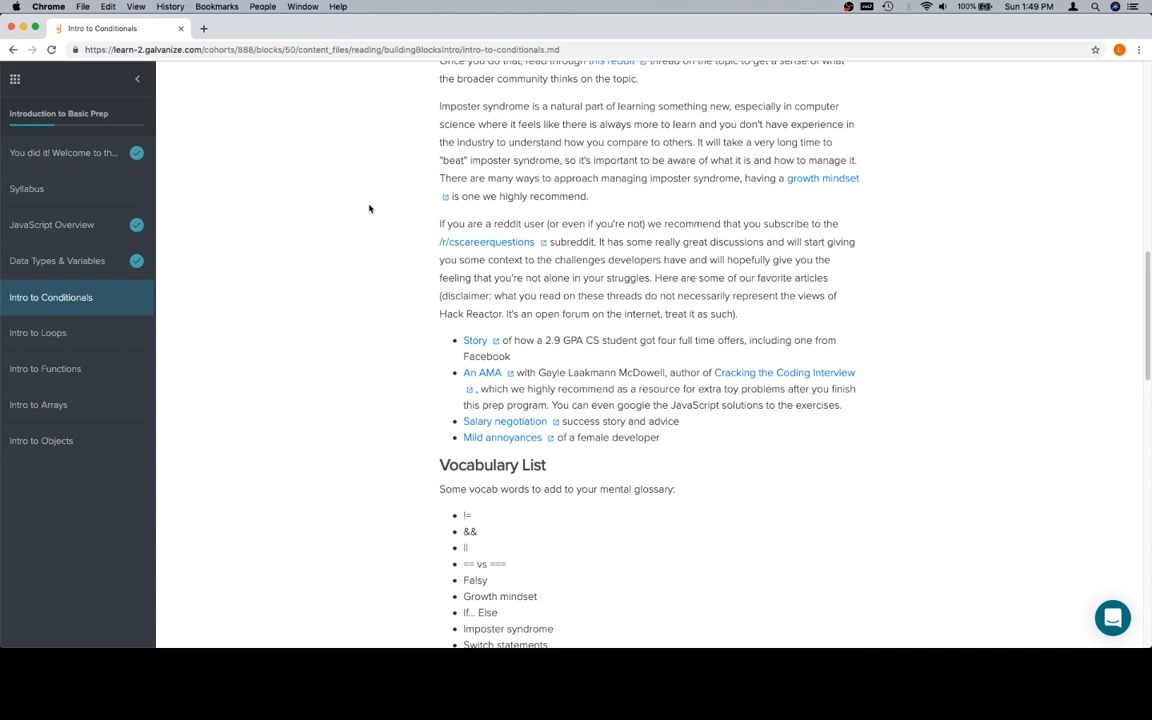 Chrome File Edit View History Bookmarks People Window Help 100% Sun 1:49 PM
Intro to Conditionals
https://learn-2.galvanize.com/cohorts/888/blocks/50/content_files/reading/buildingBlocksIntro/intro-to-conditionals.md
Introduction to Basic Prep
You did it! Welcome to th...
Syllabus
JavaScript Overview
Data Types & Variables
Intro to Conditionals
Intro to Loops
Intro to Functions
Intro to Arrays
Intro to Objects
Once you do that, read through this reddit thread on the topic to get a sense of what
the broader community thinks on the topic.
Imposter syndrome is a natural part of learning something new, especially in computer
science where it feels like there is always more to learn and you don't have experience in
the industry to understand how you compare to others. It will take a very long time to
"beat" imposter syndrome, so it's important to be aware of what it is and how to manage it.
There are many ways to approach managing imposter syndrome, having a growth mindset
is one we highly recommend.
If you are a reddit user (or even if you're not) we recommend that you subscribe to the
/r/cscareerquestions subreddit. It has some really great discussions and will start giving
you some context to the challenges developers have and will hopefully give you the
feeling that you're not alone in your struggles. Here are some of our favorite articles
(disclaimer: what you read on these threads do not necessarily represent the views of
Hack Reactor. It's an open forum on the internet, treat it as such).
Story of how a 2.9 GPA CS student got four full time offers, including one from
Facebook
An AMA with Gayle Laakmann McDowell, author of Cracking the Coding Interview
, which we highly recommend as a resource for extra toy problems after you finish
this prep program. You can even google the JavaScript solutions to the exercises.
Salary negotiation success story and advice
Mild annoyances of a female developer
Vocabulary List
Some vocab words to add to your mental glossary:
!=
&&
||
== vs ===
Falsy
Growth mindset
If... Else
Imposter syndrome
Switch statements